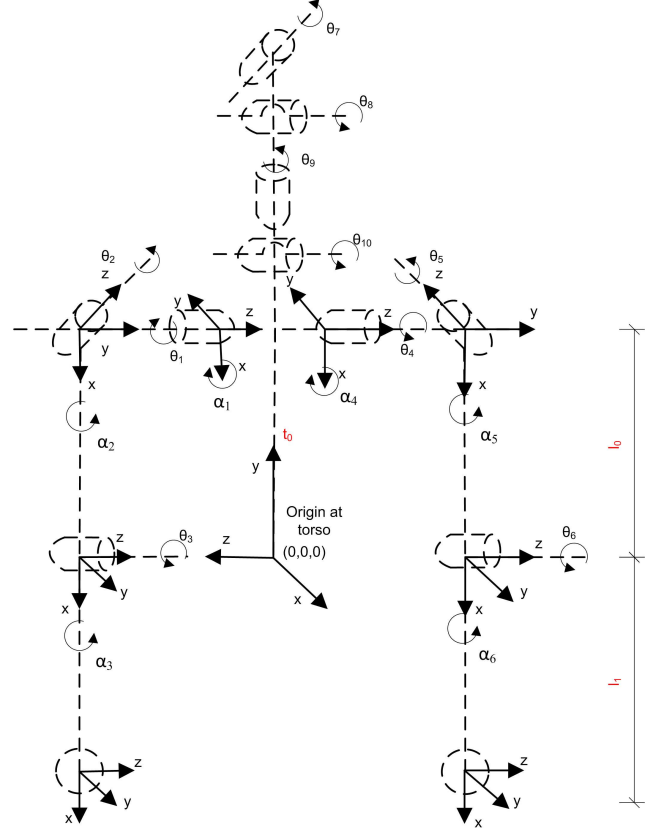 θ7
θ8
θ9
θ10
θ2
θ5
z
z
y
y
z
z
y
y
θ1
θ4
x
x
x
x
α1
α4
α2
α5
t0
y
l0
Origin at
torso
(0,0,0)
θ3
θ6
z
z
z
x
y
x
x
y
α3
α6
l1
z
z
y
y
x
x